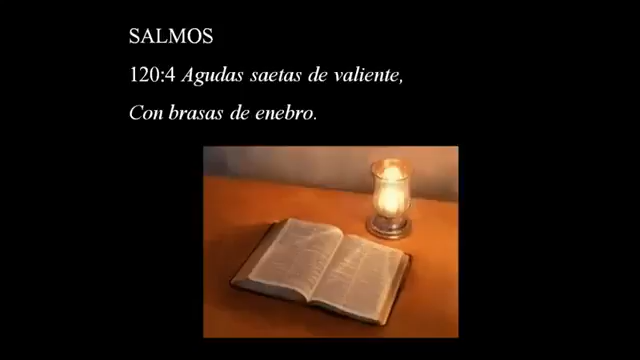 SALMOS
120:4 Agudas saetas de valiente,
Con brasas de enebro.